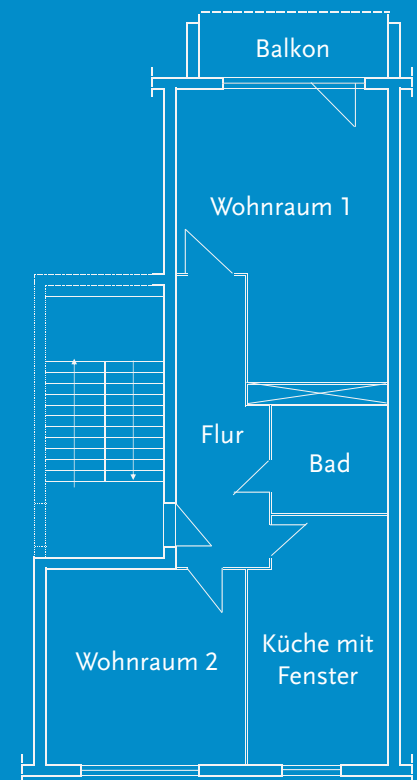 Balkon
Wohnraum 1
Flur
Bad
Wohnraum 2
Küche mit
Fenster